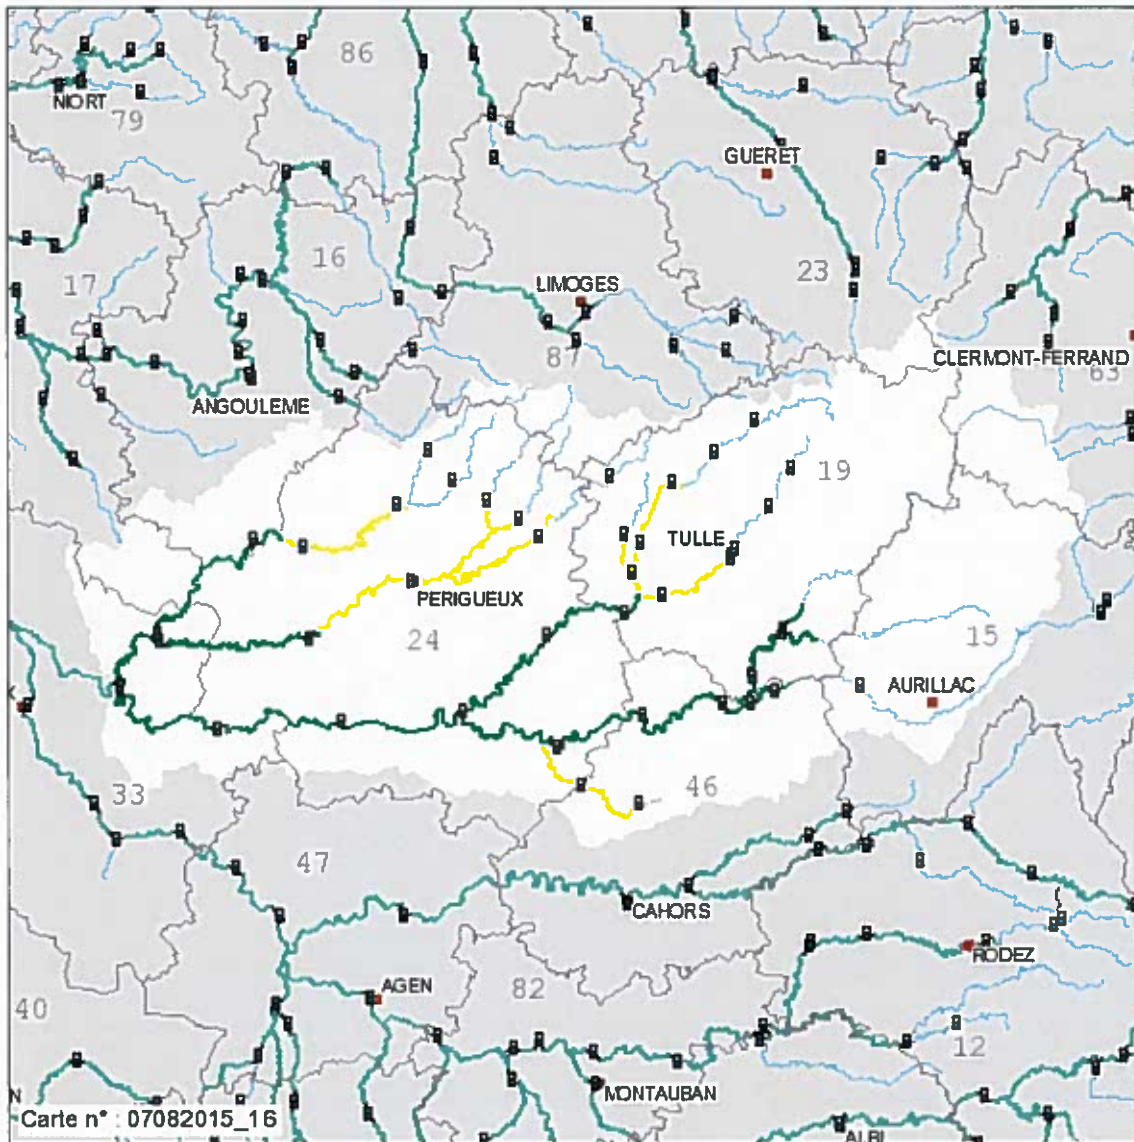 86
NIORT
79
GUERET
16
23
17
LIMOGES
87
CLERMONT-FERRAND
63
ANGOULEME
19
TULLE
PERIGUEUX
24
15
AURILLAC
33
46
47
CAHORS
RODEZ
AGEN
82
40
12
MONTAUBAN
N
Carte n° : 07082015_16
ALBI